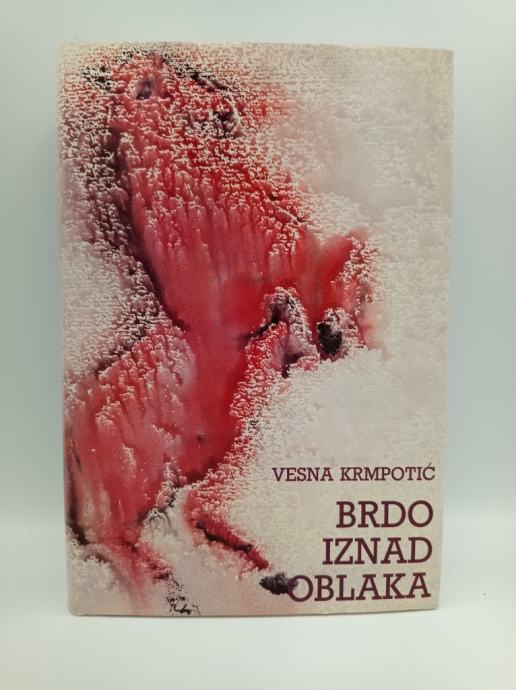 VESNA KRMPOTIĆ
BRDO
IZNAD
OBLAKA